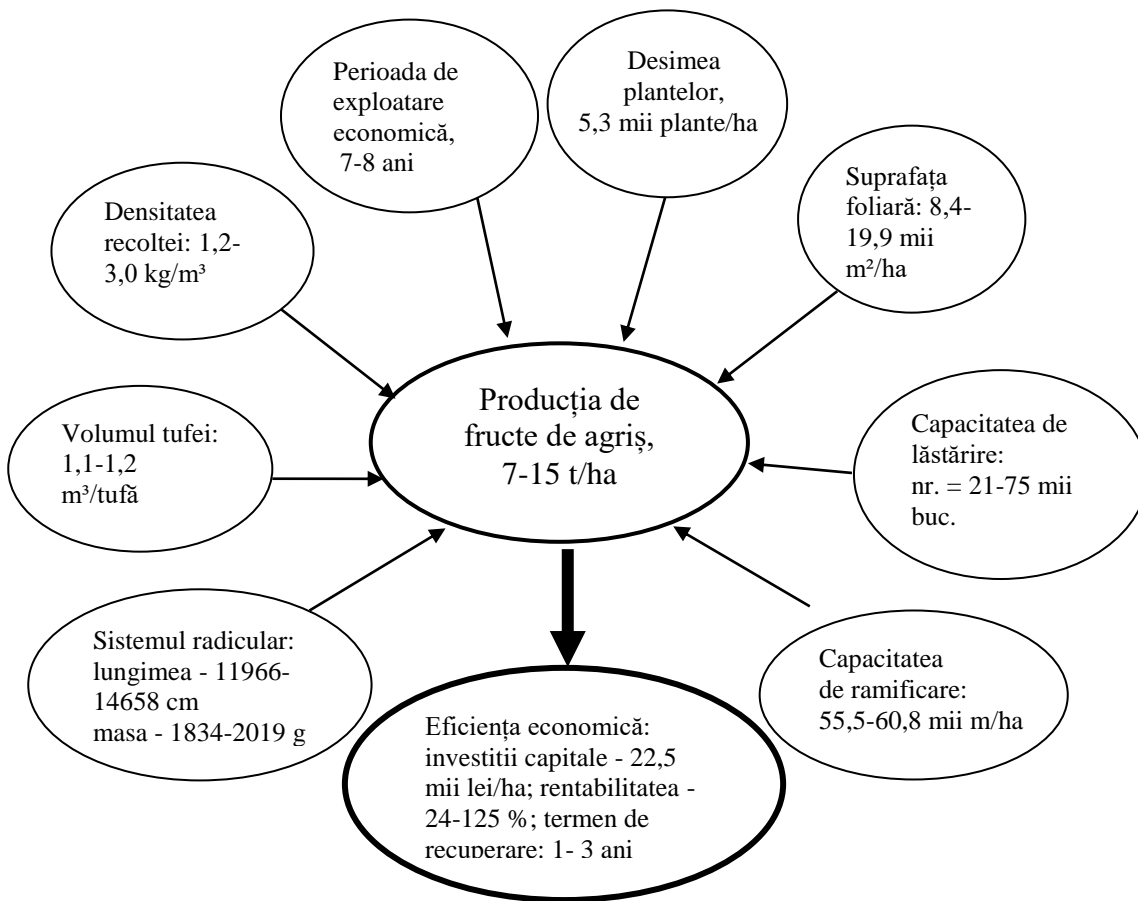 Perioada de
exploatare
economică,
7-8 ani
Desimea
plantelor,
5,3 mii plante/ha
Densitatea
recoltei: 1,2-
3,0 kg/m³
Suprafața
foliară: 8,4-
19,9 mii
m²/ha
Volumul tufei:
1,1-1,2
m³/tufă
Producția de
fructe de agriș,
7-15 t/ha
Capacitatea de
lăstărire:
nr. = 21-75 mii
buc.
Sistemul radicular:
lungimea - 11966-
14658 cm
masa - 1834-2019 g
Capacitatea
de ramificare:
55,5-60,8 mii m/ha
Eficiența economică:
investitii capitale - 22,5
mii lei/ha; rentabilitatea -
24-125 %; termen de
recuperare: 1- 3 ani